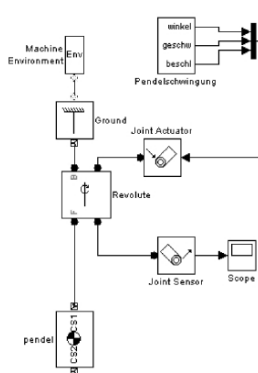 Machine
Environment
Env
winkel
geschw
beschl
Pendelschwingung
Ground
Joint Actuator
B
Revolute
F
Joint Sensor
Scope
pendel
CS1
CS2